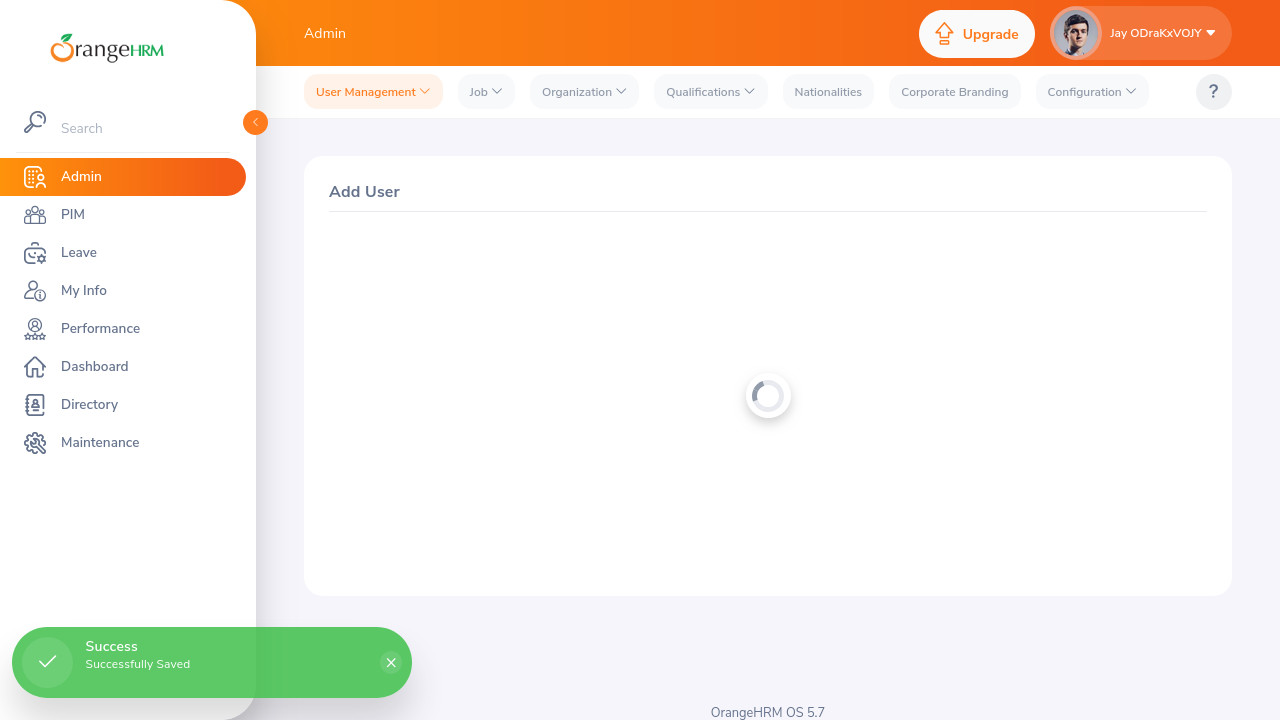 OrangeHRM
Search
Admin
PIM
Leave
My Info
Performance
Dashboard
Directory
Maintenance
Admin
Upgrade
Jay ODraKxVOJY
User Management
Job
Organization
Qualifications
Nationalities
Corporate Branding
Configuration
?
Add User
Success
Successfully Saved
OrangeHRM OS 5.7